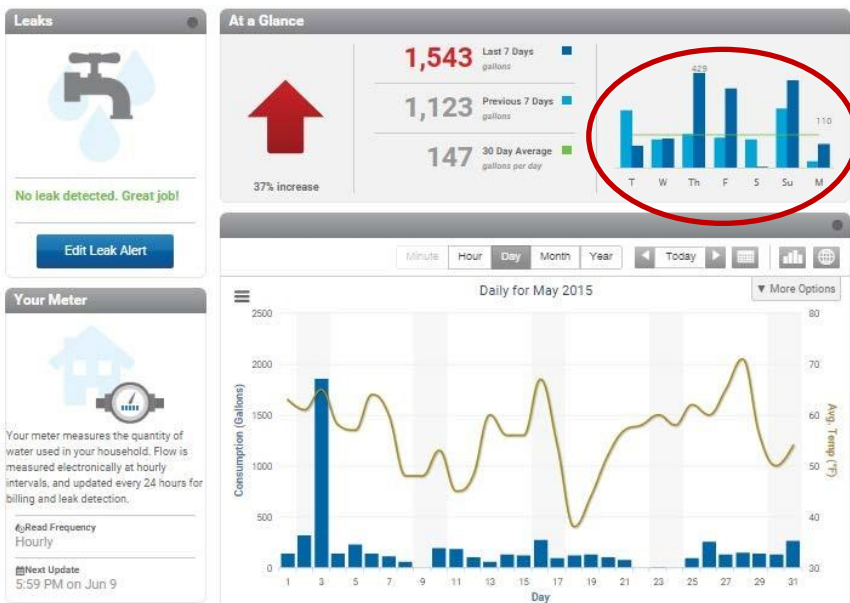 Leaks
No leak detected. Great job!
Edit Leak Alert
Your Meter
Your meter measures the quantity of
water used in your household. Flow is
measured electronically at hourly
intervals, and updated every 24 hours for
billing and leak detection.
Read Frequency
Hourly
Next Update
5:59 PM on Jun 9
At a Glance
37% increase
1,543 Last 7 Days
gallons
1,123 Previous 7 Days
gallons
147 30 Day Average
gallons per day
429
110
T W Th F S Su M
Minute Hour Day Month Year Today
Daily for May 2015
▼ More Options
Consumption (Gallons)
2500
2000
1500
1000
500
0
80
70
60
50
40
30
Avg. Temp (°F)
1 3 5 7 9 11 13 15 17 19 21 23 25 27 29 31
Day